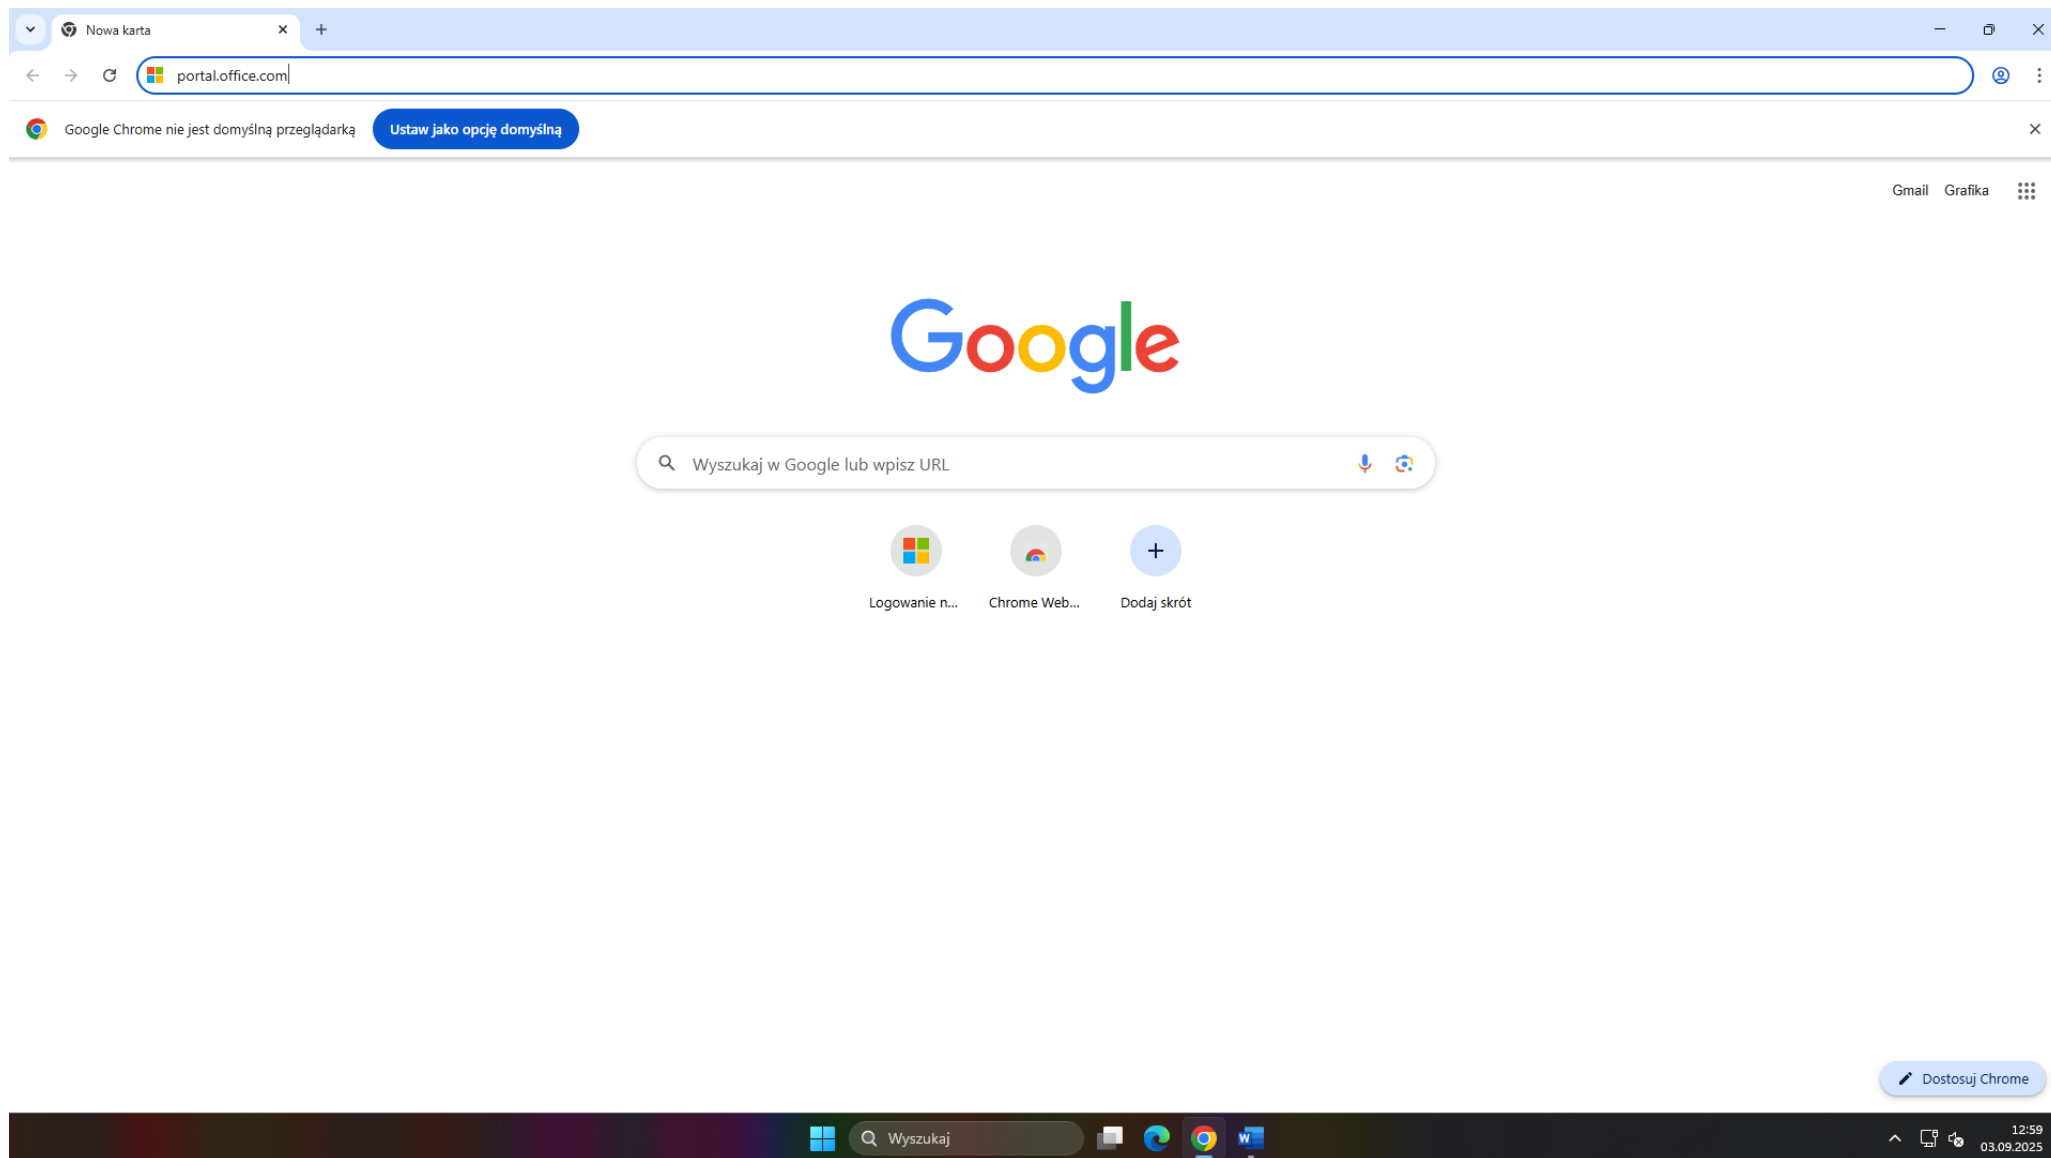 Nowa karta
portal.office.com
Google Chrome nie jest domyślną przeglądarką Ustaw jako opcję domyślną
Gmail Grafika
Google
Wyszukaj w Google lub wpisz URL
Logowanie n... Chrome Web... Dodaj skrót
Dostosuj Chrome
Wyszukaj
12:59
03.09.2025